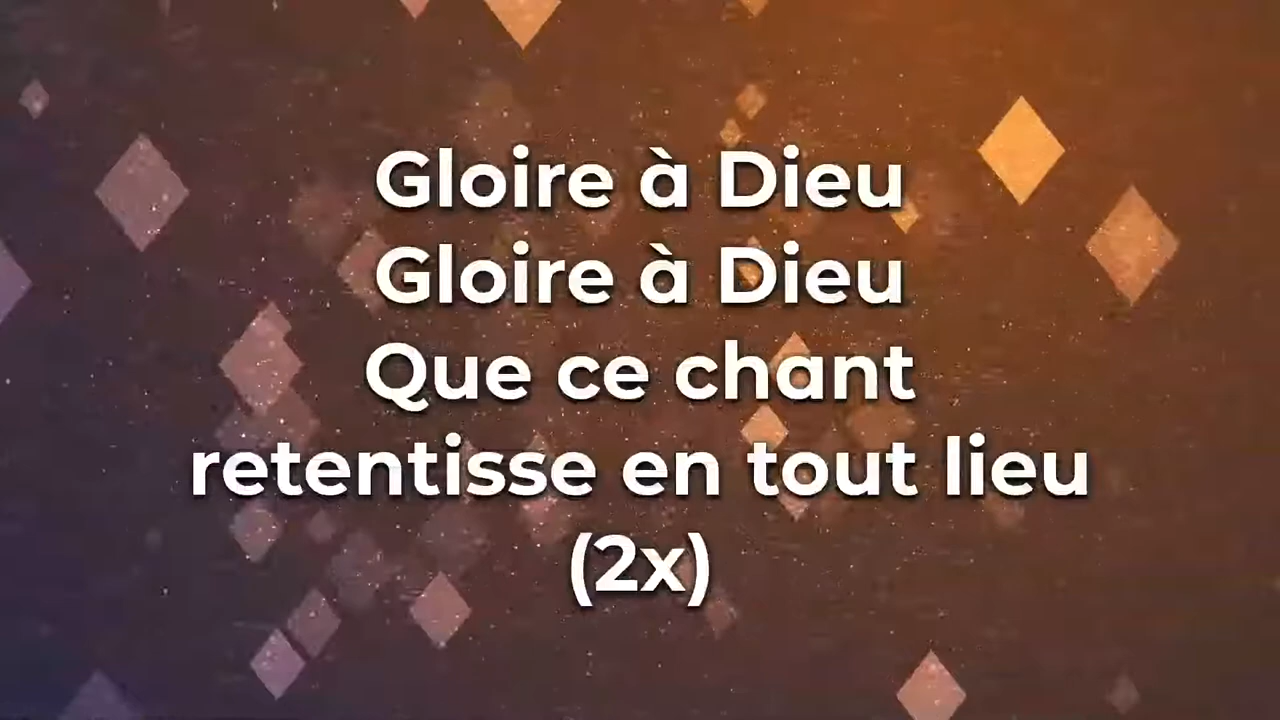 Gloire à Dieu
Gloire à Dieu
Que ce chant
retentisse en tout lieu
(2x)